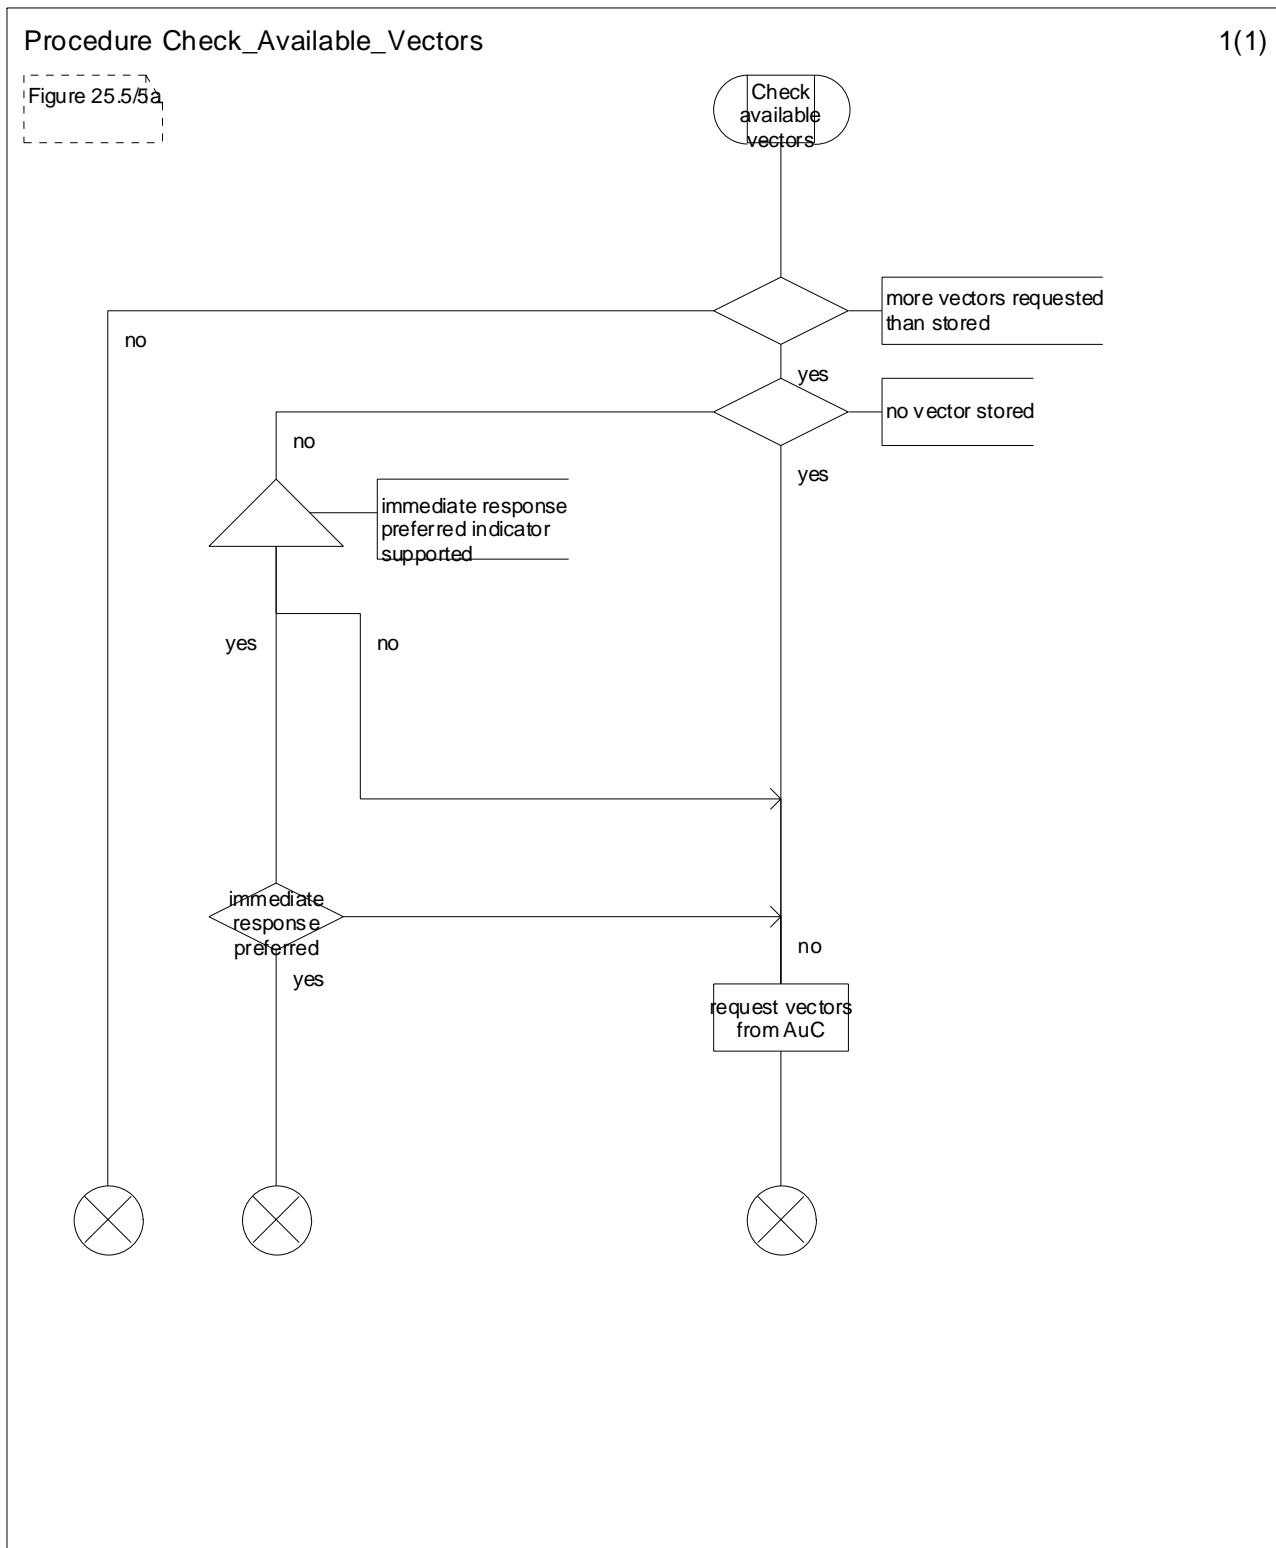 Procedure Check_Available_Vectors
1(1)
Figure 25.5/5a
Check
available
vectors
more vectors requested
than stored
no
yes
no vector stored
no
yes
immediate response
preferred indicator
supported
yes
no
immediate
response
preferred
no
yes
request vectors
from AuC